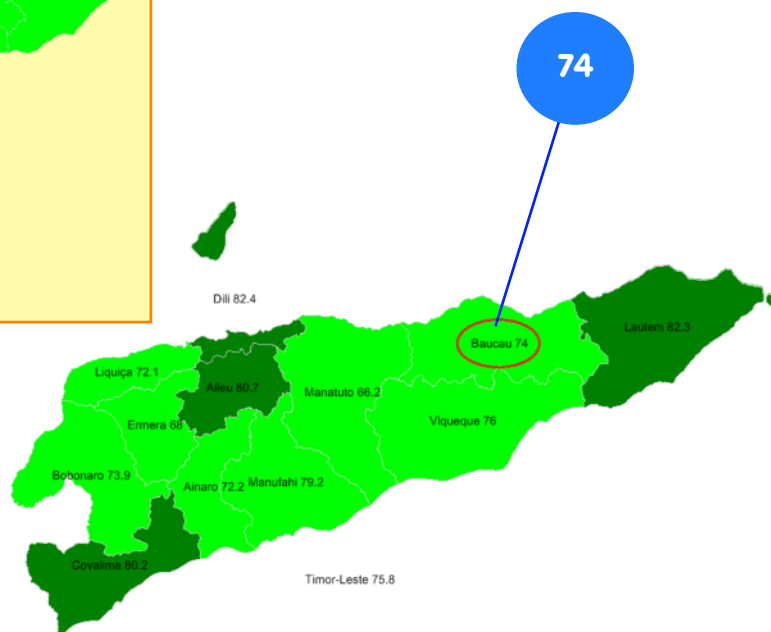 74
Dili 82.4
Lautem 82.3
Baucau 74
Liquiça 72.1
Aileu 80.7
Manatuto 66.2
Ermera 68
Viqueque 76
Bobonaro 73.9
Ainaro 72.2
Manufahi 79.2
Covalima 80.2
Timor-Leste 75.8